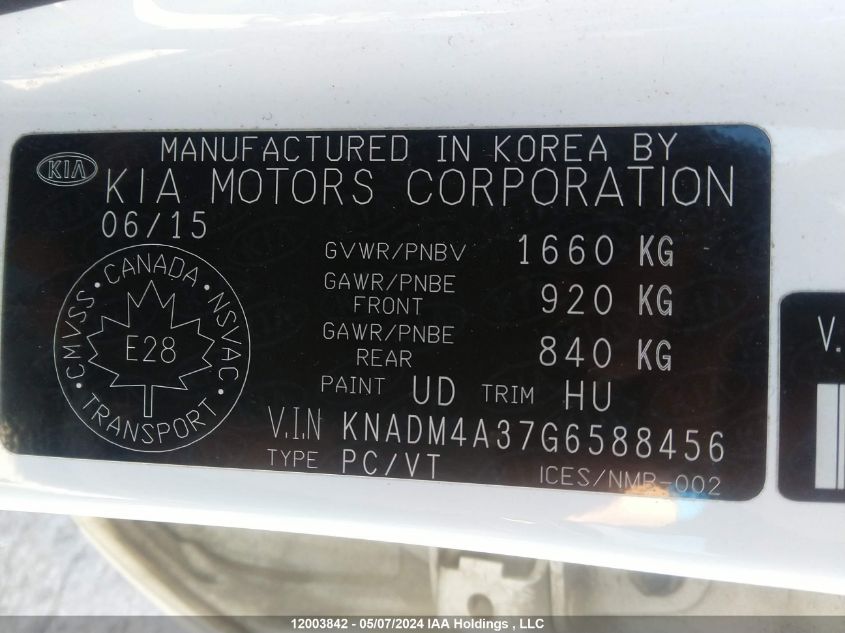 MANUFACTURED IN KOREA BY
KIA KIA MOTORS CORPORATION
06/15
GVWR/PNBV 1660 KG
GAWR/PNBE FRONT 920 KG
GAWR/PNBE REAR 840 KG
CANADA · NSVAC · TRANSPORT · CMVSS ·
E28
PAINT UD TRIM HU
V.I.N KNADM4A37G6588456
TYPE PC/VT ICES/NMB-002
V.
12003842 - 05/07/2024 IAA Holdings , LLC